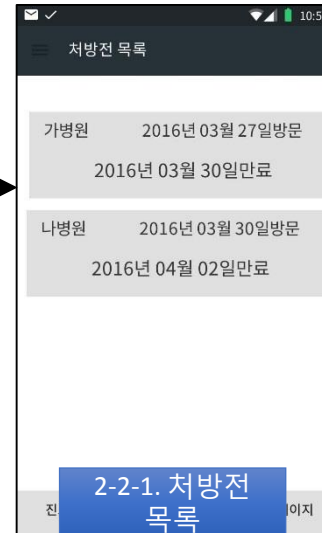 10:5
처방전 목록
가병원 2016년 03월 27일방문
2016년 03월 30일만료
나병원 2016년 03월 30일방문
2016년 04월 02일만료
2-2-1. 처방전
목록
진
이지